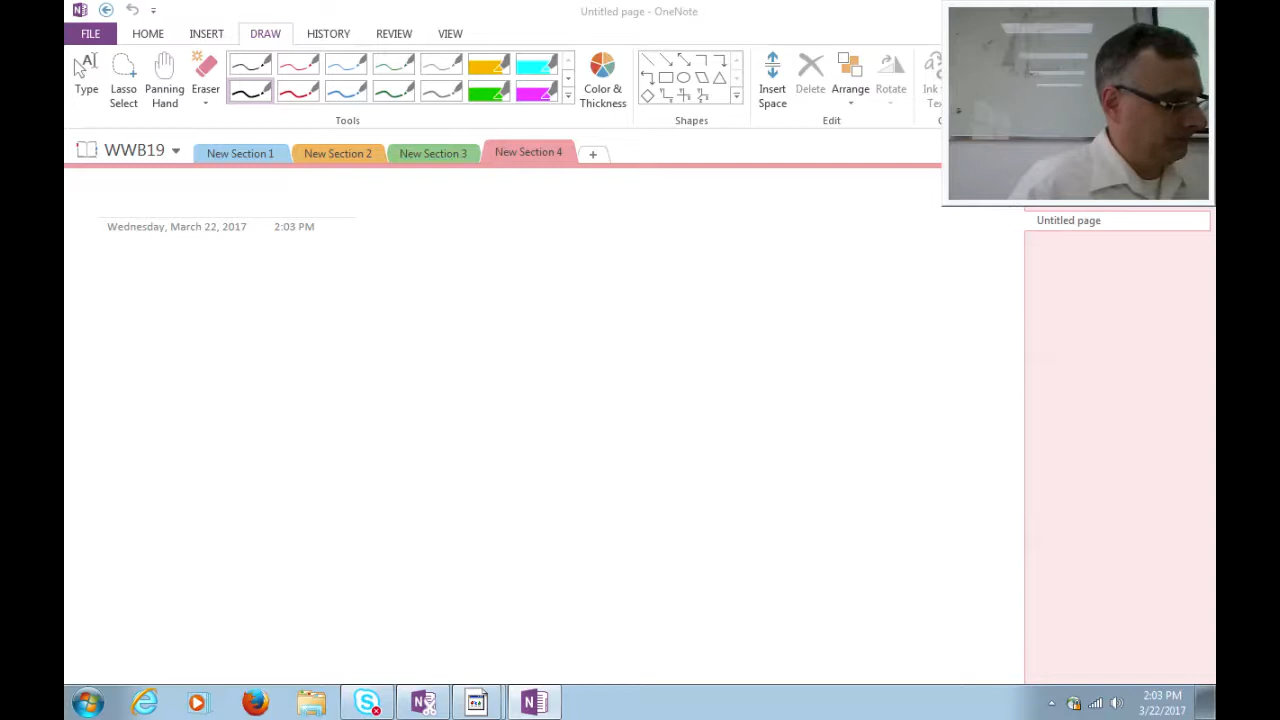 Untitled page - OneNote
FILE HOME INSERT DRAW HISTORY REVIEW VIEW
Type
Lasso Select
Panning Hand
Eraser
Color & Thickness
Insert Space
Delete
Arrange
Rotate
Tools
Shapes
Edit
WWB19 New Section 1 New Section 2 New Section 3 New Section 4
Wednesday, March 22, 2017 2:03 PM
Untitled page
2:03 PM
3/22/2017